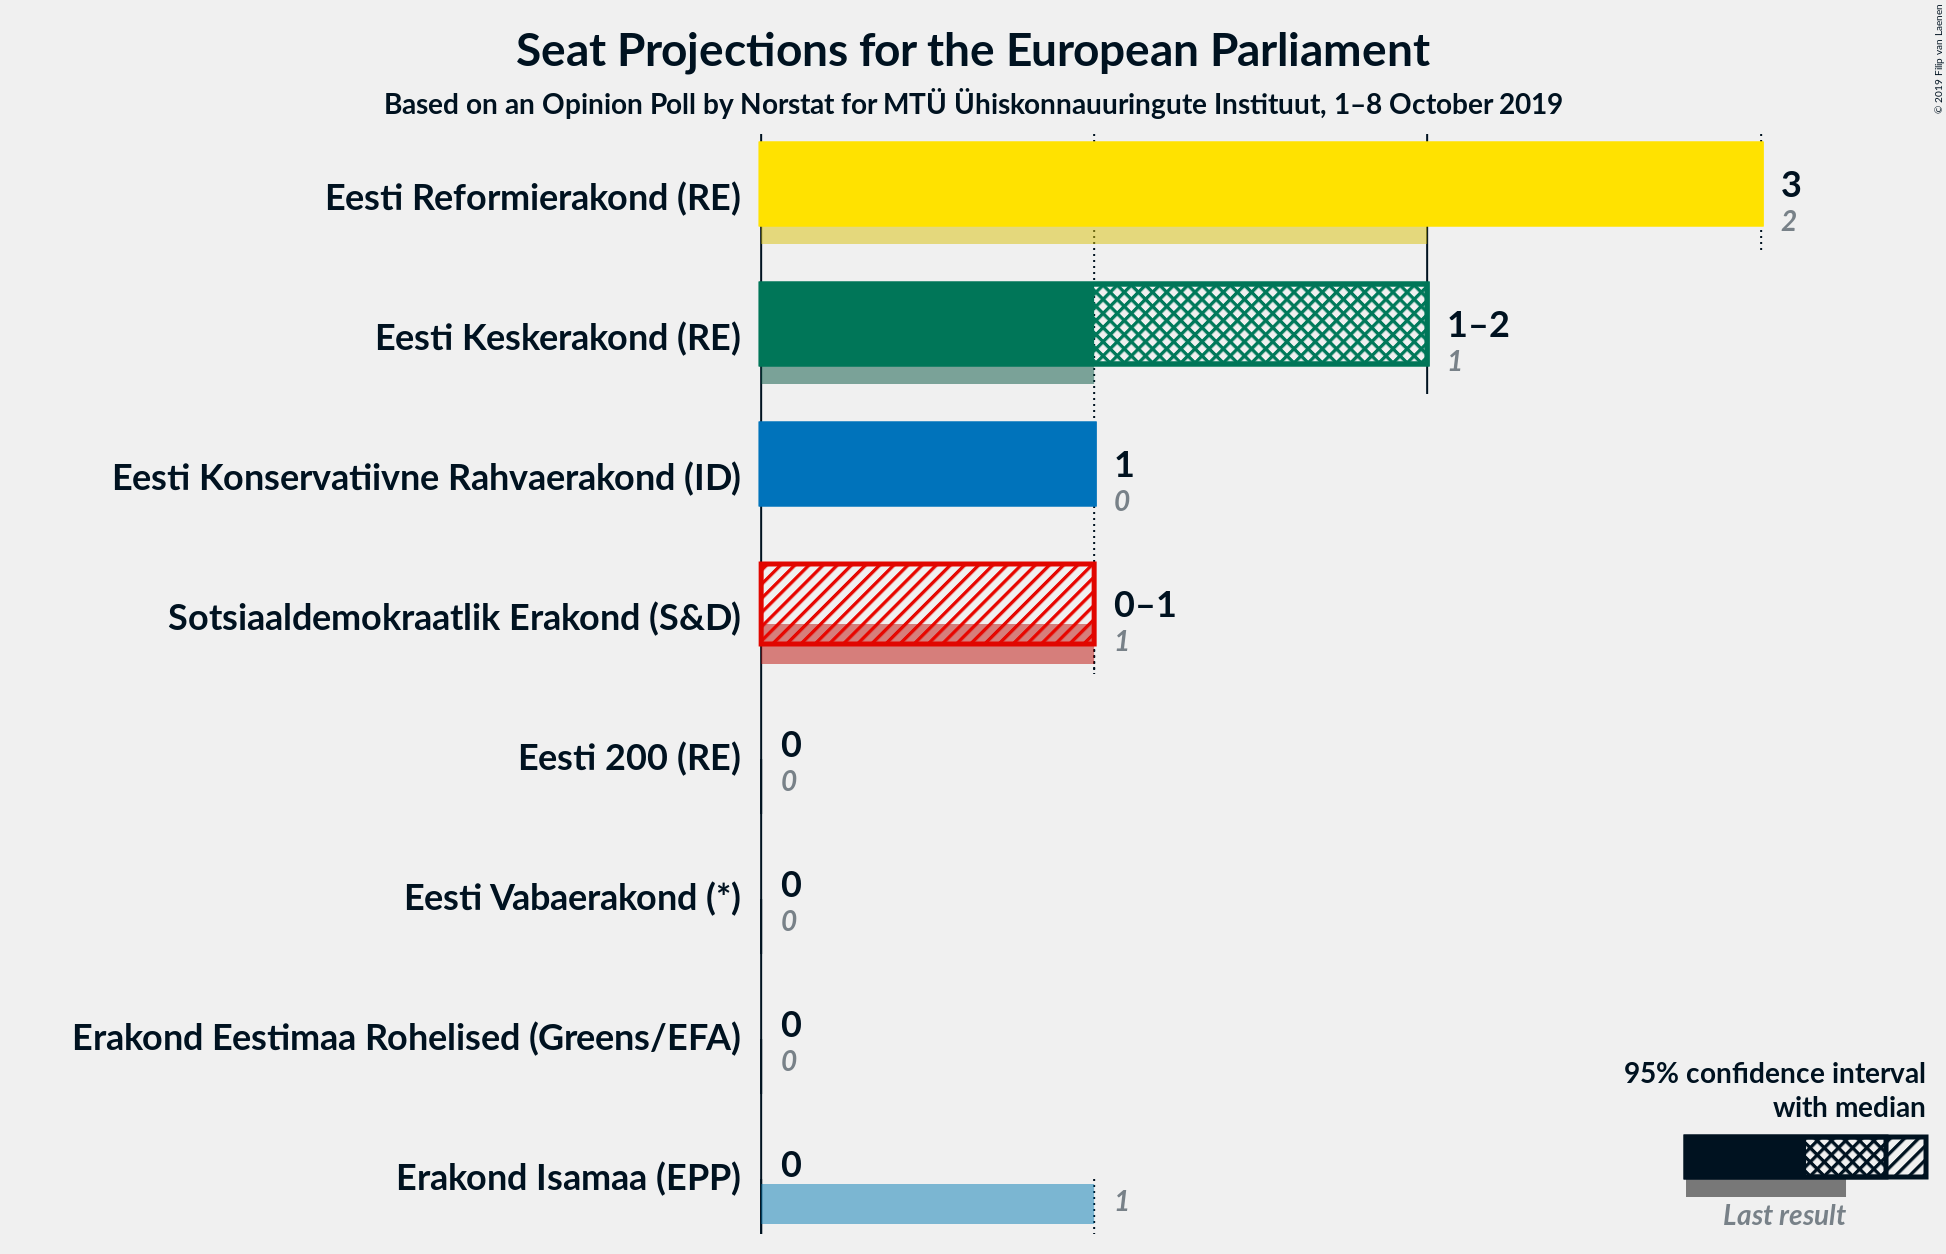 Seat Projections for the European Parliament
Based on an Opinion Poll by Norstat for MTÜ Ühiskonnauuringute Instituut, 1–8 October 2019
© 2019 Filip van Laenen
Eesti Reformierakond (RE)
3
2
Eesti Keskerakond (RE)
1–2
1
Eesti Konservatiivne Rahvaerakond (ID)
1
0
Sotsiaaldemokraatlik Erakond (S&D)
0–1
1
Eesti 200 (RE)
0
0
Eesti Vabaerakond (*)
0
0
Erakond Eestimaa Rohelised (Greens/EFA)
0
0
Erakond Isamaa (EPP)
0
1
95% confidence interval
with median
Last result